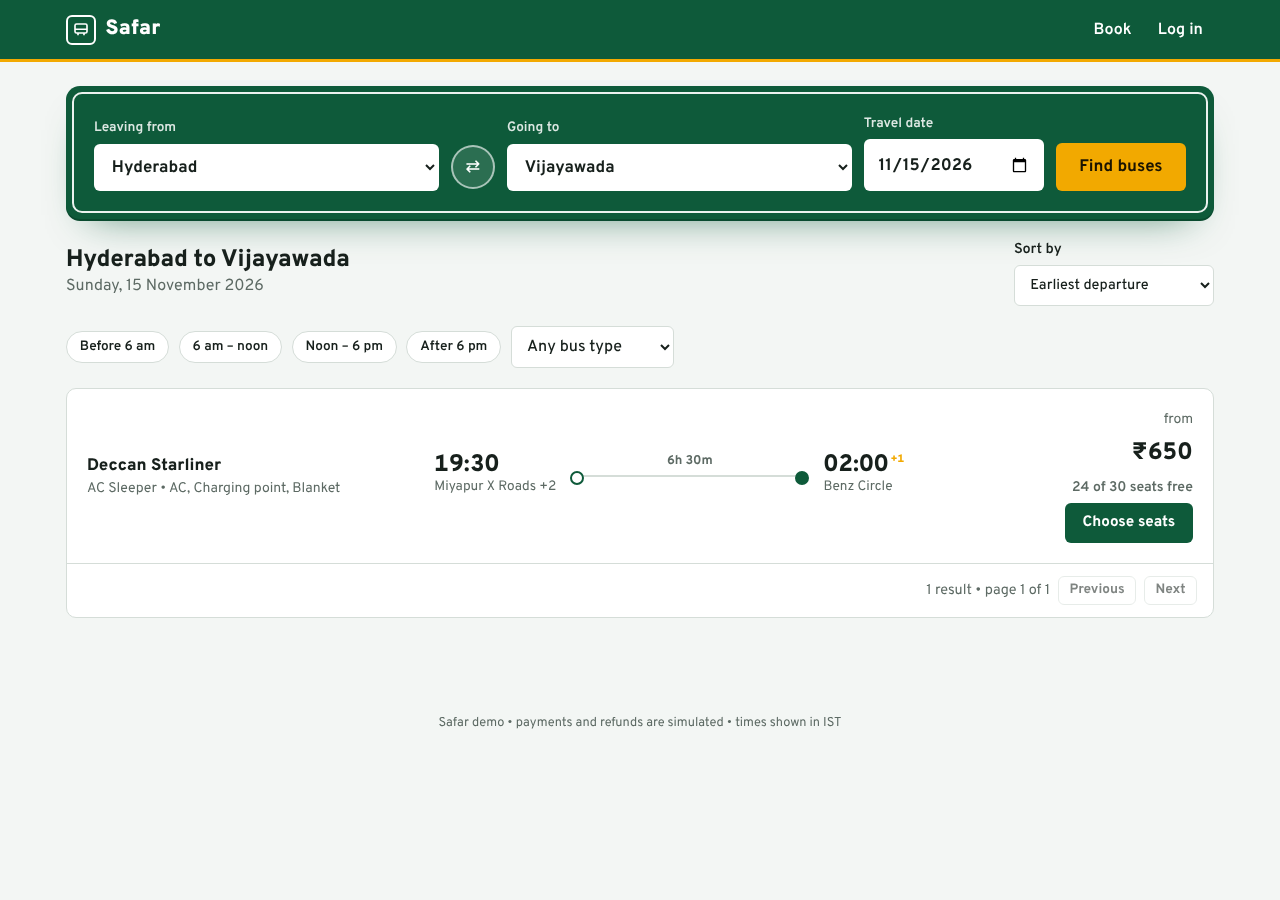 Safar
Book
Log in
Leaving from
Going to
Travel date
Hyderabad
⇄
Vijayawada
11/15/2026
Find buses
Hyderabad to Vijayawada
Sunday, 15 November 2026
Sort by
Earliest departure
Before 6 am
6 am – noon
Noon – 6 pm
After 6 pm
Any bus type
Deccan Starliner
AC Sleeper • AC, Charging point, Blanket
19:30
Miyapur X Roads +2
6h 30m
02:00 +1
Benz Circle
from
₹650
24 of 30 seats free
Choose seats
1 result • page 1 of 1
Previous
Next
Safar demo • payments and refunds are simulated • times shown in IST